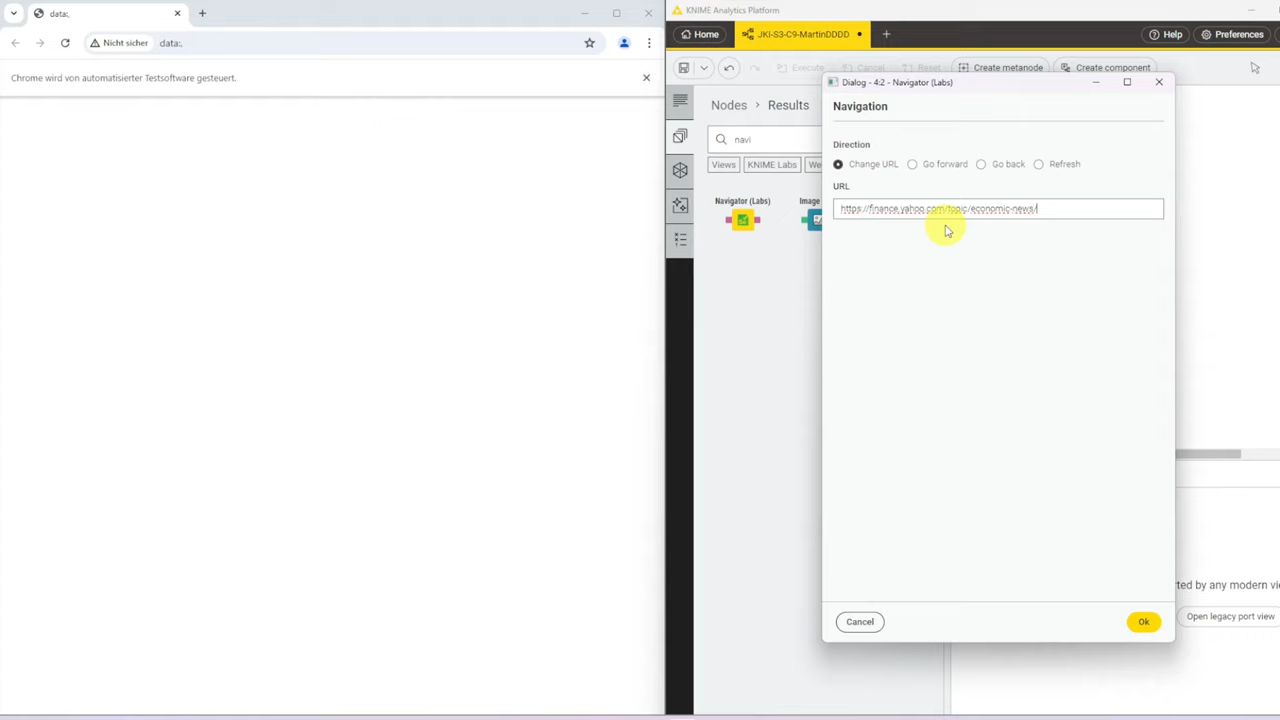 data:,
Nicht sicher
data:,
Chrome wird von automatisierter Testsoftware gesteuert.
KNIME Analytics Platform
Home
JKI-S3-C9-MartinDDDD
Help
Preferences
Execute
Cancel
Reset
Create metanode
Create component
Nodes > Results
navi
Views
KNIME Labs
Navigator (Labs)
Image
Dialog - 4:2 - Navigator (Labs)
Navigation
Direction
Change URL
Go forward
Go back
Refresh
URL
https://finance.yahoo.com/topic/economic-news/
Cancel
Ok
by any modern
Open legacy port view